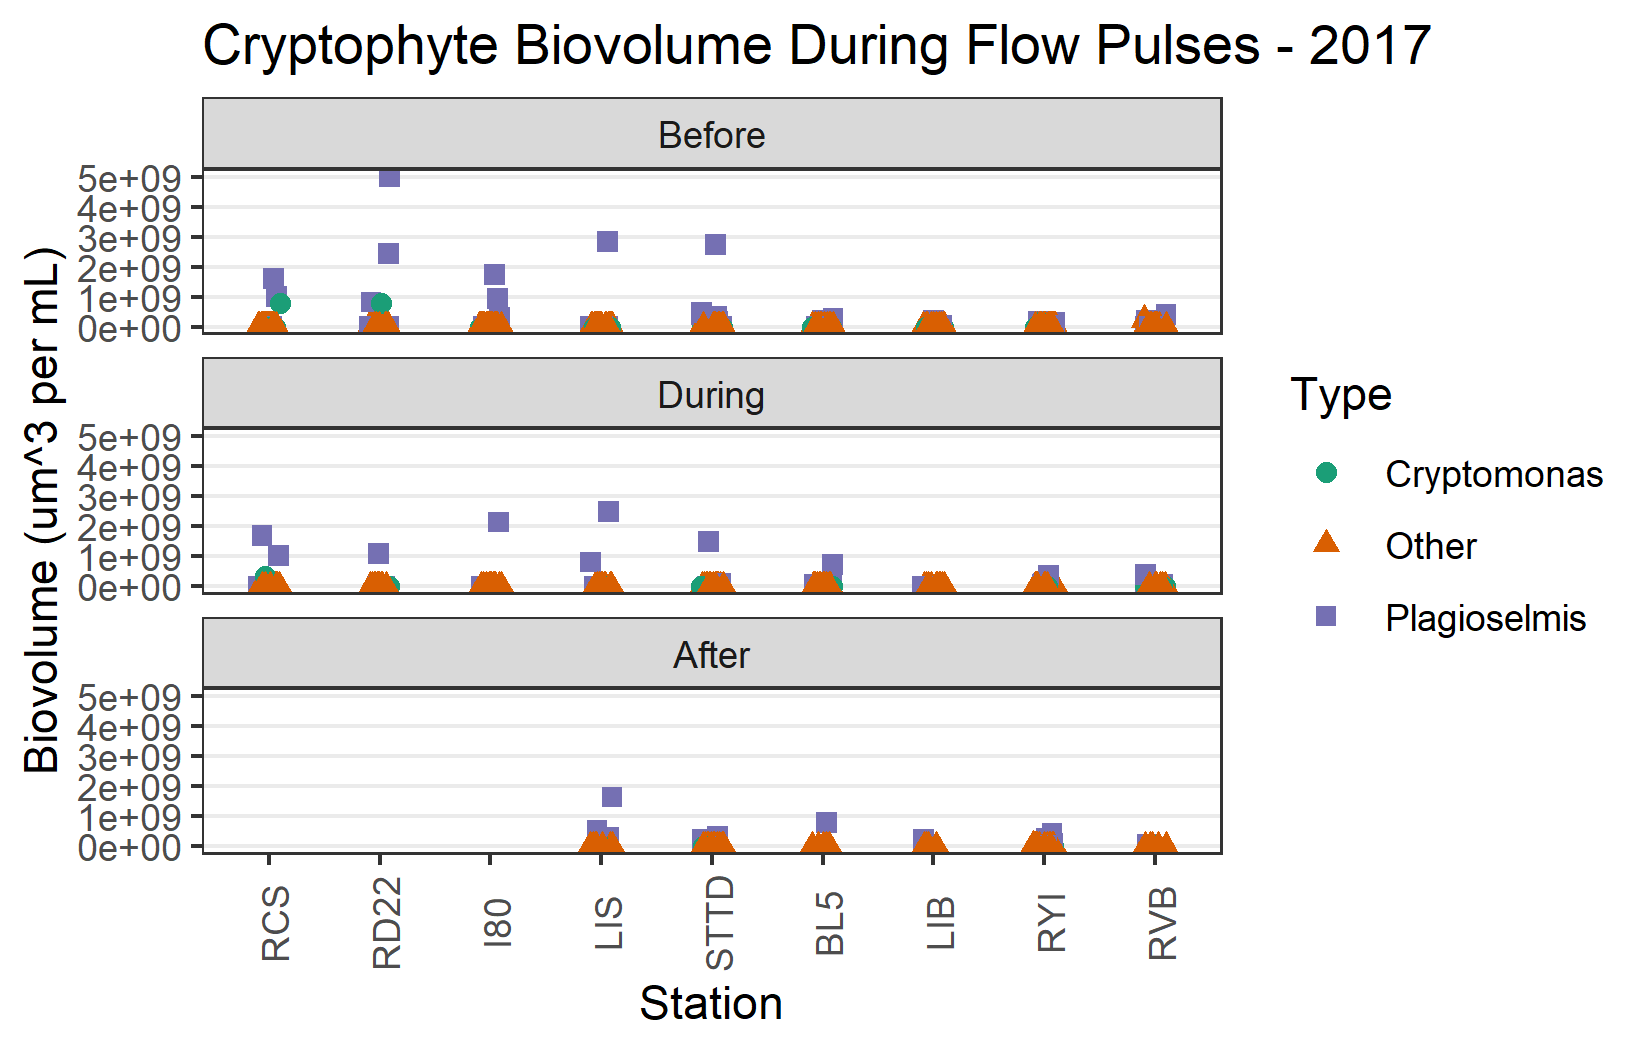 Cryptophyte Biovolume During Flow Pulses - 2017
Biovolume (um^3 per mL)
Before
5e+09
4e+09
3e+09
2e+09
1e+09
0e+00
During
5e+09
4e+09
3e+09
2e+09
1e+09
0e+00
After
5e+09
4e+09
3e+09
2e+09
1e+09
0e+00
RCS
RD22
I80
LIS
STTD
BL5
LIB
RYI
RVB
Station
Type
Cryptomonas
Other
Plagioselmis